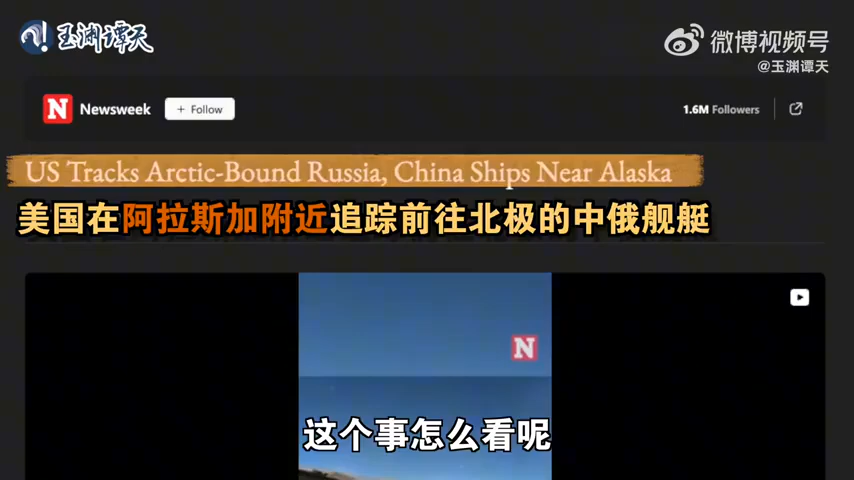 玉渊谭天
微博视频号
@玉渊谭天
N Newsweek + Follow
1.6M Followers
US Tracks Arctic-Bound Russia, China Ships Near Alaska
美国在阿拉斯加附近追踪前往北极的中俄舰艇
N
这个事怎么看呢